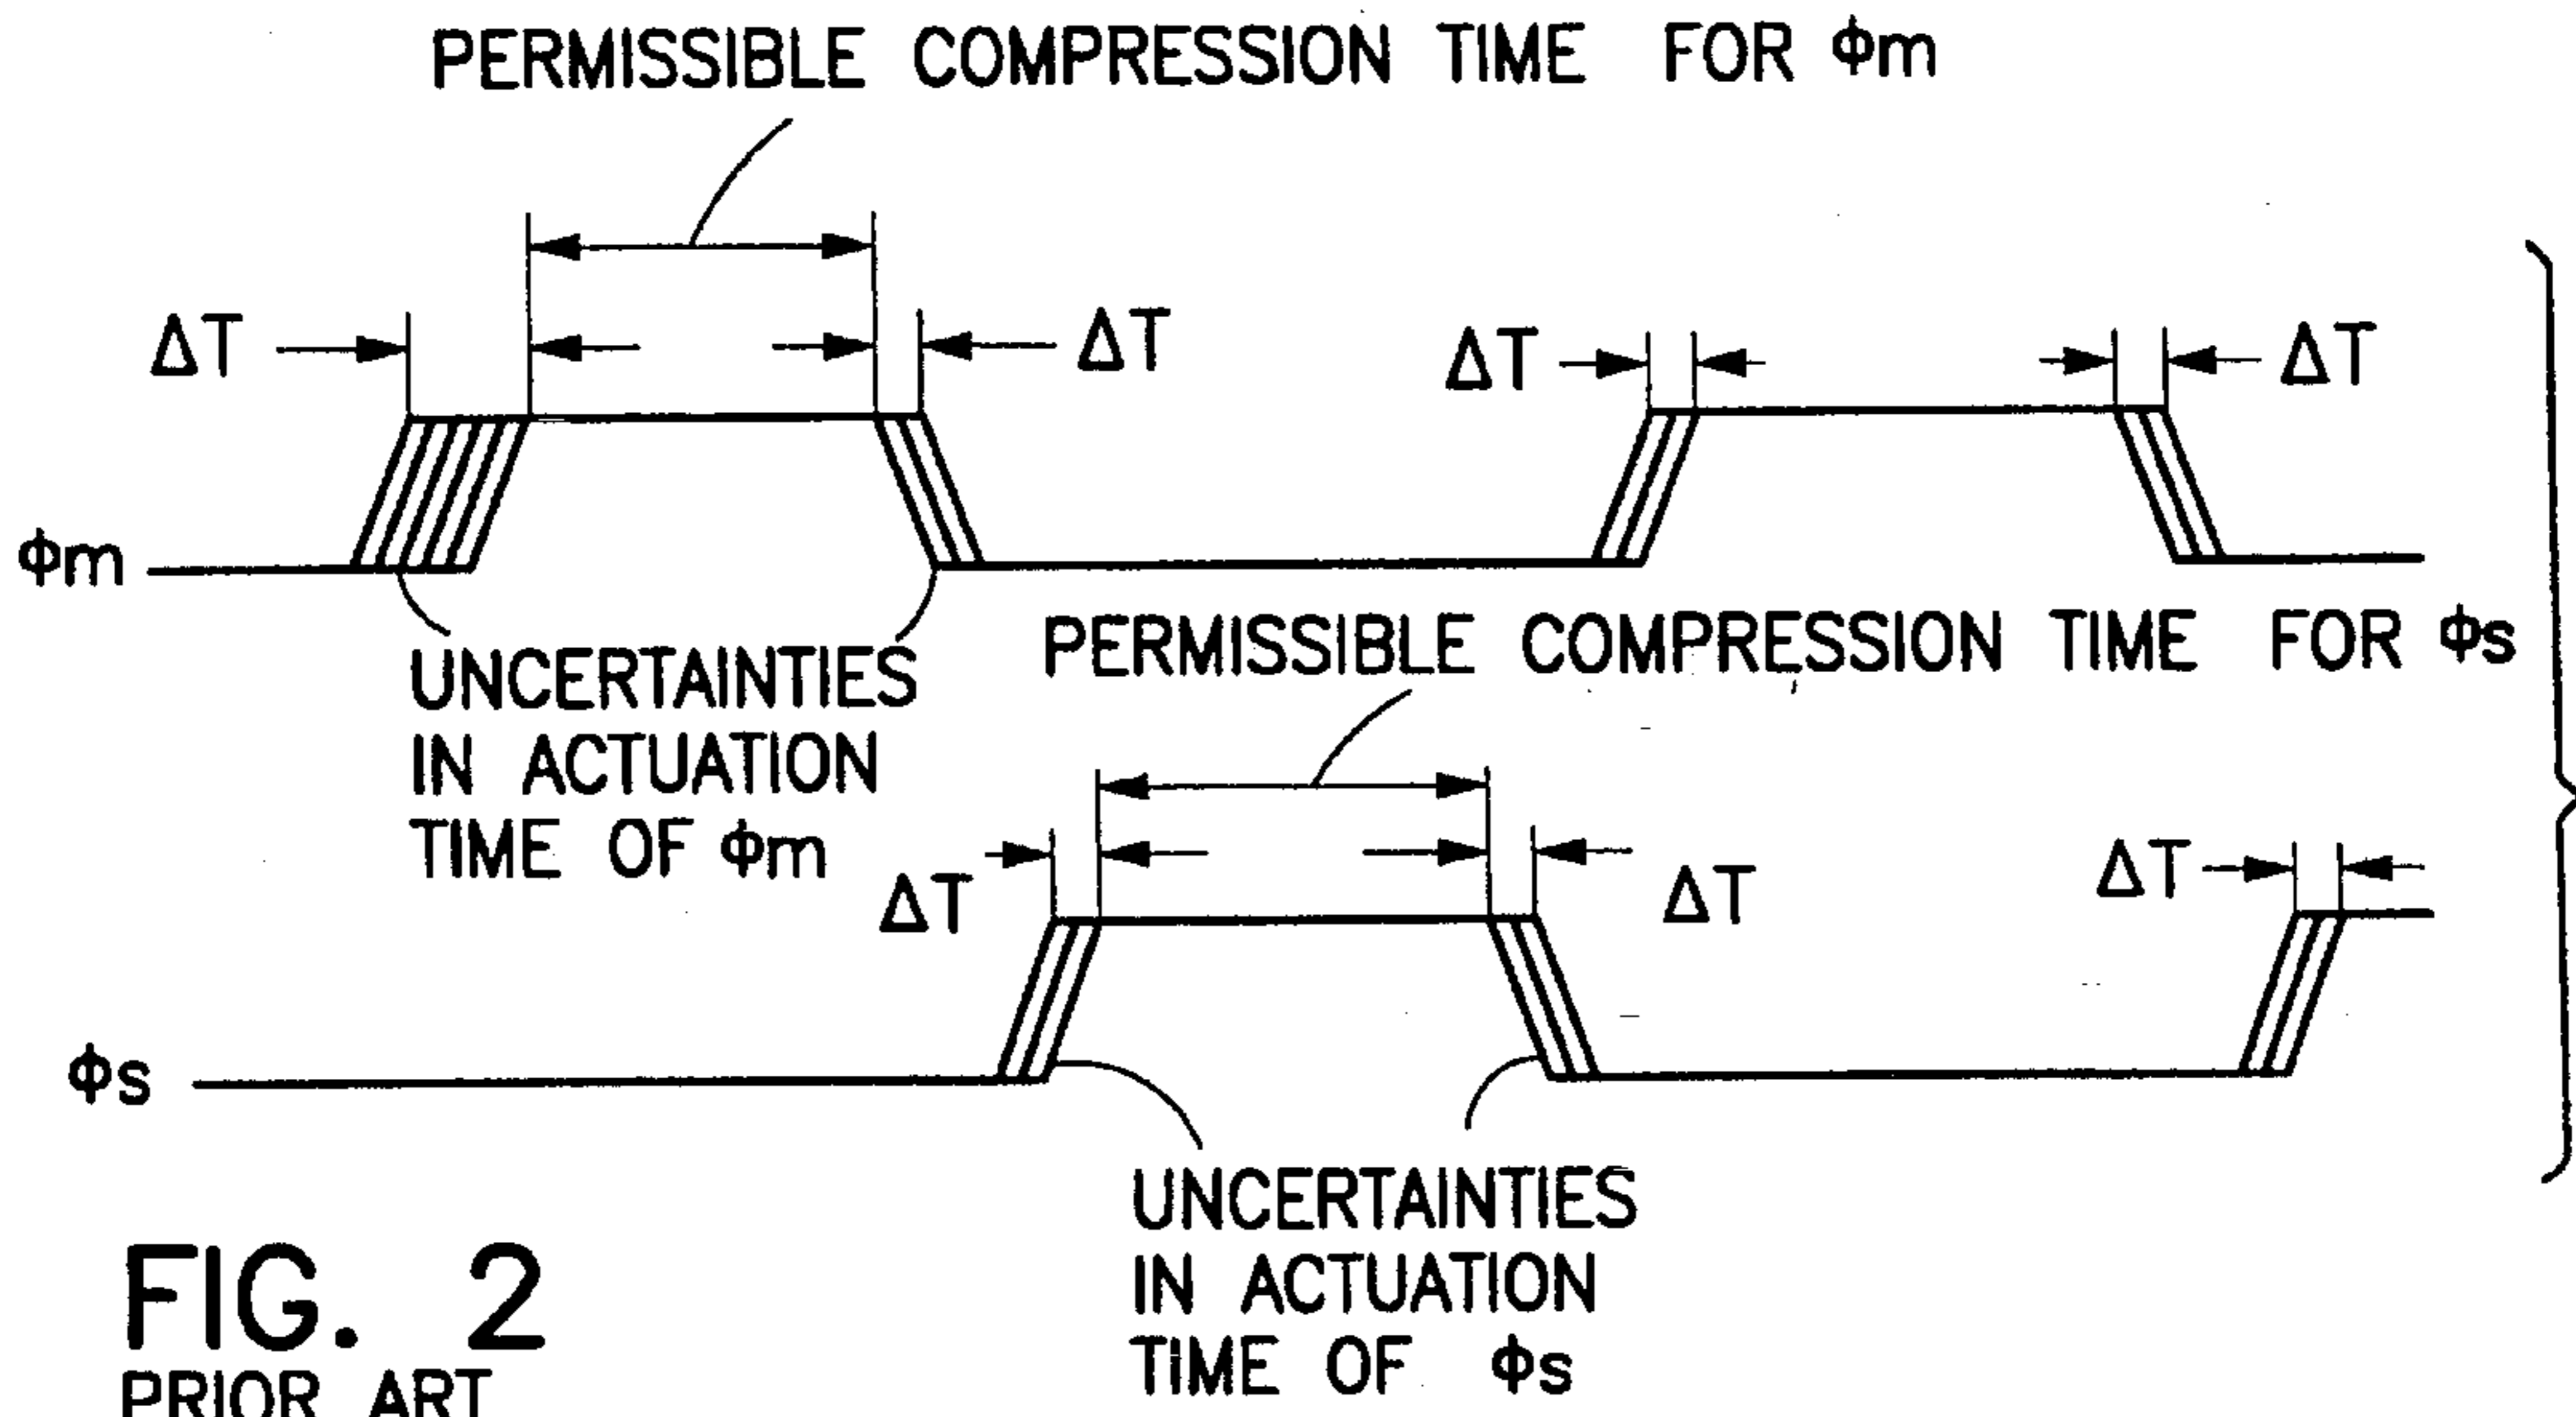 PERMISSIBLE COMPRESSION TIME FOR ϕm
ΔT
ΔT
ΔT
ΔT
ϕm
UNCERTAINTIES
IN ACTUATION
TIME OF ϕm
PERMISSIBLE COMPRESSION TIME FOR ϕs
ΔT
ΔT
ΔT
ϕs
UNCERTAINTIES
IN ACTUATION
TIME OF ϕs
FIG. 2
PRIOR ART